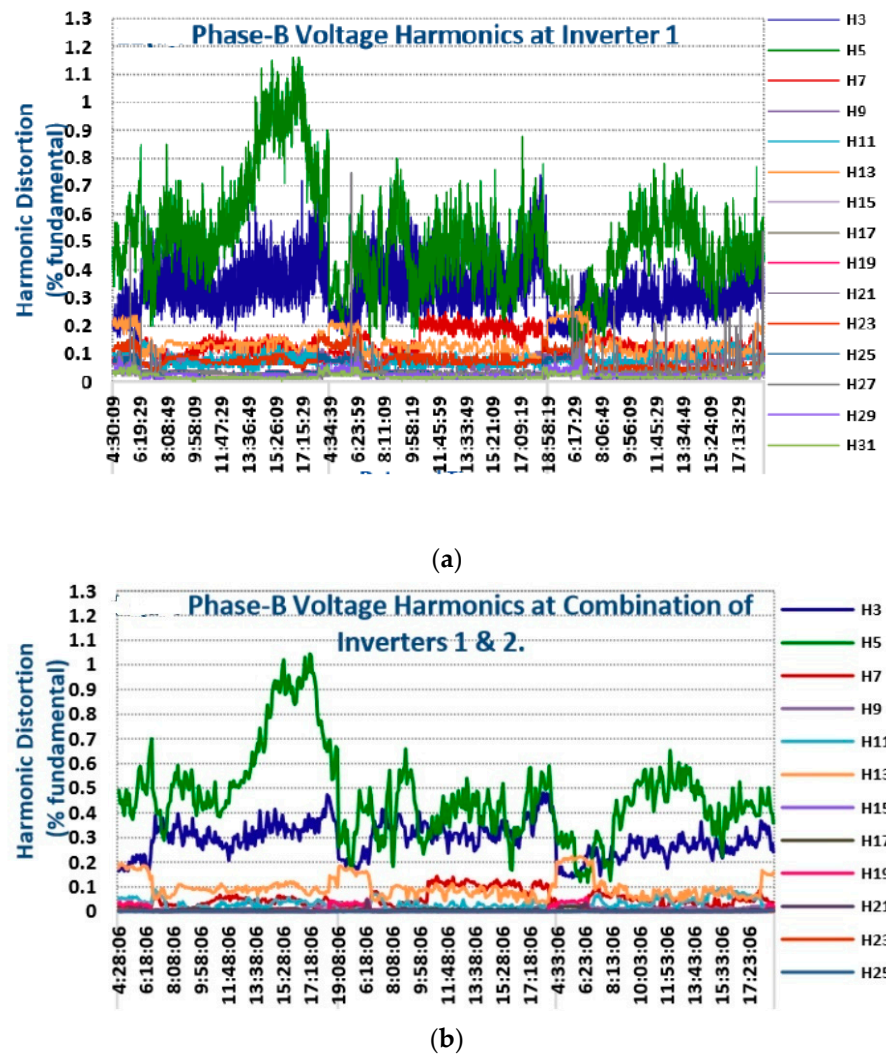 Phase-B Voltage Harmonics at Inverter 1
Harmonic Distortion
(% fundamental)
1.3
1.2
1.1
1
0.9
0.8
0.7
0.6
0.5
0.4
0.3
0.2
0.1
0
4:30:09
6:19:29
8:08:49
9:58:09
11:47:29
13:36:49
15:26:09
17:15:29
4:34:39
6:23:59
8:11:09
9:58:19
11:45:59
13:33:49
15:21:09
17:09:19
18:58:19
6:17:29
8:06:49
9:56:09
11:45:29
13:34:49
15:24:09
17:13:29
H3
H5
H7
H9
H11
H13
H15
H17
H19
H21
H23
H25
H27
H29
H31
(a)
Phase-B Voltage Harmonics at Combination of
Inverters 1 & 2.
Harmonic Distortion
(% fundamental)
1.3
1.2
1.1
1
0.9
0.8
0.7
0.6
0.5
0.4
0.3
0.2
0.1
0
4:28:06
6:18:06
8:08:06
9:58:06
11:48:06
13:38:06
15:28:06
17:18:06
19:08:06
6:18:06
8:08:06
9:58:06
11:48:06
13:38:06
15:28:06
17:18:06
4:33:06
6:23:06
8:13:06
10:03:06
11:53:06
13:43:06
15:33:06
17:23:06
H3
H5
H7
H9
H11
H13
H15
H17
H19
H21
H23
H25
(b)